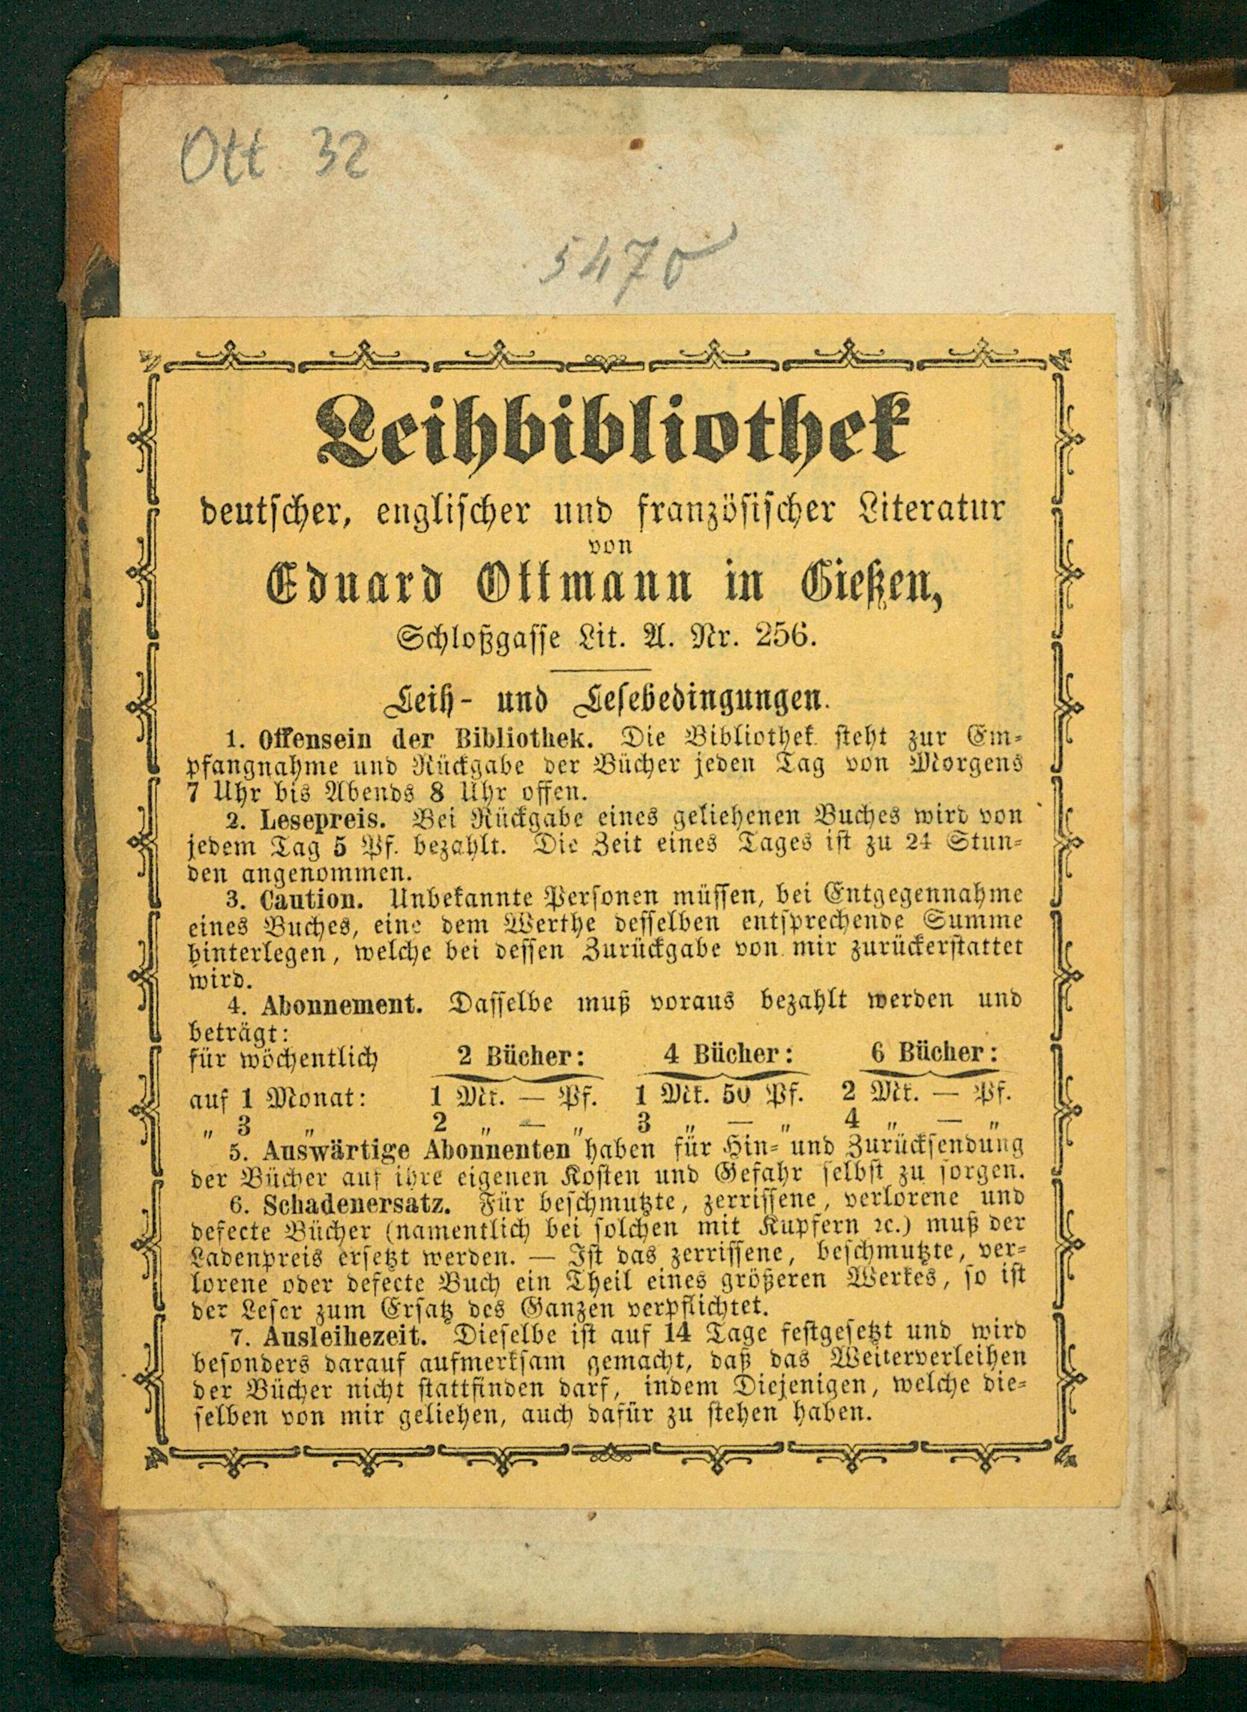 Ott 32
5470
Leihbibliothek
deutscher, englischer und französischer Literatur
von
Eduard Ottmann in Gießen,
Schloßgasse Lit. A. Nr. 256.
Leih- und Lesebedingungen.
1. Offensein der Bibliothek. Die Bibliothek steht zur Em-
pfangnahme und Rückgabe der Bücher jeden Tag von Morgens
7 Uhr bis Abends 8 Uhr offen.
2. Lesepreis. Bei Rückgabe eines geliehenen Buches wird von
jedem Tag 5 Pf. bezahlt. Die Zeit eines Tages ist zu 24 Stun-
den angenommen.
3. Caution. Unbekannte Personen müssen, bei Entgegennahme
eines Buches, eine dem Werthe desselben entsprechende Summe
hinterlegen, welche bei dessen Zurückgabe von mir zurückerstattet
wird.
4. Abonnement. Dasselbe muß voraus bezahlt werden und
beträgt:
für wöchentlich 2 Bücher: 4 Bücher: 6 Bücher:
auf 1 Monat: 1 Mk. — Pf. 1 Mk. 50 Pf. 2 Mk. — Pf.
„ 3 „ 2 „ — „ 3 „ — „ 4 „ — „
5. Auswärtige Abonnenten haben für Hin- und Zurücksendung
der Bücher auf ihre eigenen Kosten und Gefahr selbst zu sorgen.
6. Schadenersatz. Für beschmutzte, zerrissene, verlorene und
defecte Bücher (namentlich bei solchen mit Kupfern ꝛc.) muß der
Ladenpreis ersetzt werden. — Ist das zerrissene, beschmutzte, ver-
lorene oder defecte Buch ein Theil eines größeren Werkes, so ist
der Leser zum Ersatz des Ganzen verpflichtet.
7. Ausleihezeit. Dieselbe ist auf 14 Tage festgesetzt und wird
besonders darauf aufmerksam gemacht, daß das Weiterverleihen
der Bücher nicht stattfinden darf, indem Diejenigen, welche die-
selben von mir geliehen, auch dafür zu stehen haben.